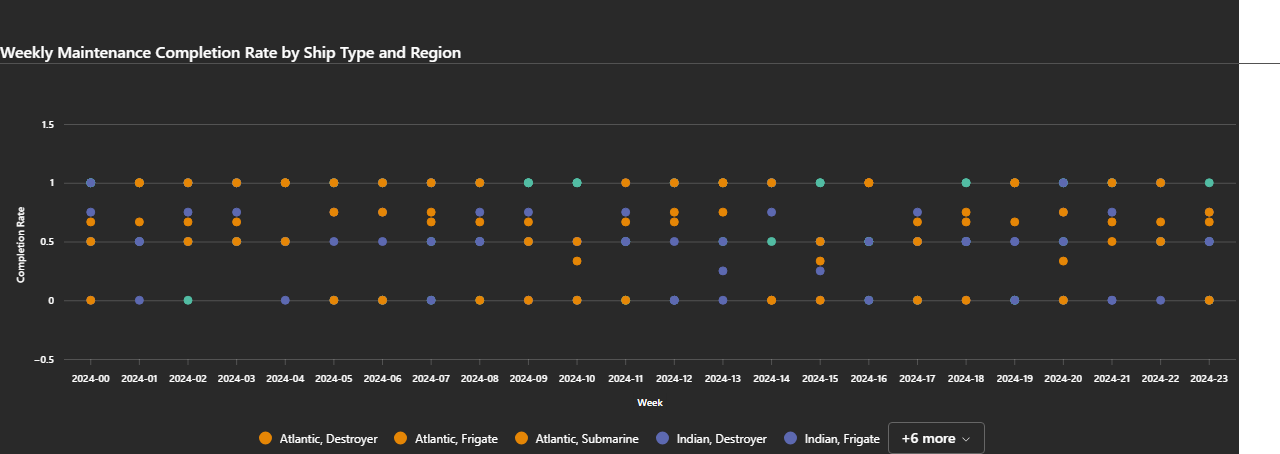 Weekly Maintenance Completion Rate by Ship Type and Region
1.5
1
0.5
0
−0.5
Completion Rate
2024-00 2024-01 2024-02 2024-03 2024-04 2024-05 2024-06 2024-07 2024-08 2024-09 2024-10 2024-11 2024-12 2024-13 2024-14 2024-15 2024-16 2024-17 2024-18 2024-19 2024-20 2024-21 2024-22 2024-23
Week
Atlantic, Destroyer Atlantic, Frigate Atlantic, Submarine Indian, Destroyer Indian, Frigate +6 more